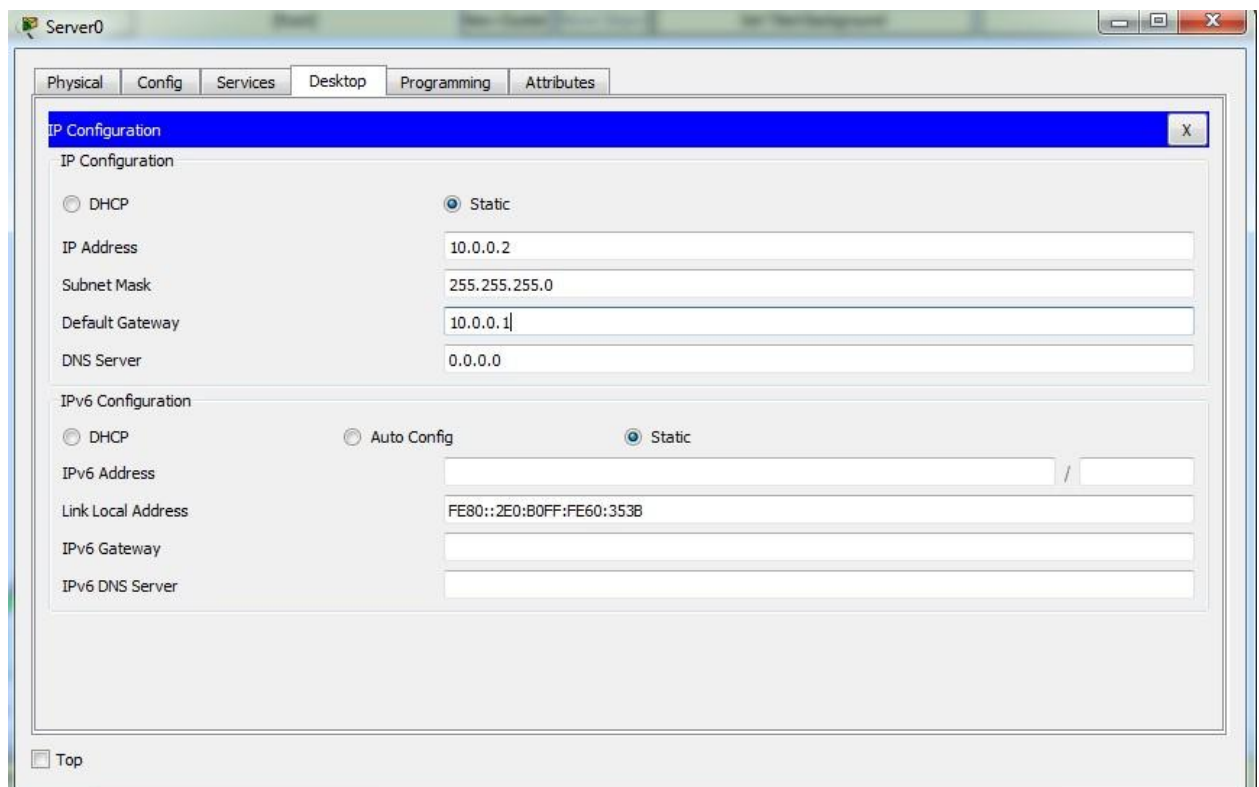 Server0
Physical Config Services Desktop Programming Attributes
IP Configuration X
IP Configuration
DHCP Static
IP Address 10.0.0.2
Subnet Mask 255.255.255.0
Default Gateway 10.0.0.1
DNS Server 0.0.0.0
IPv6 Configuration
DHCP Auto Config Static
IPv6 Address /
Link Local Address FE80::2E0:B0FF:FE60:353B
IPv6 Gateway
IPv6 DNS Server
Top